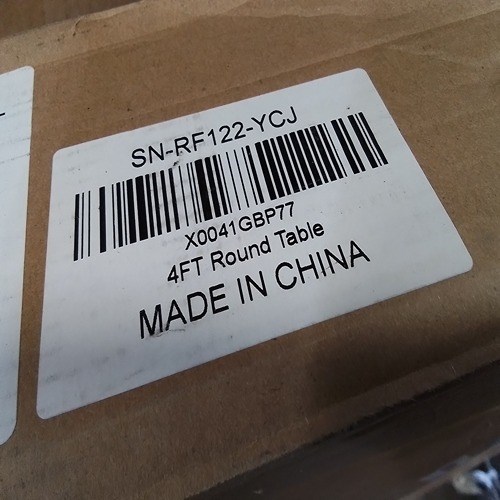 SN-RF122-YCJ
X0041GBP77
4FT Round Table
MADE IN CHINA